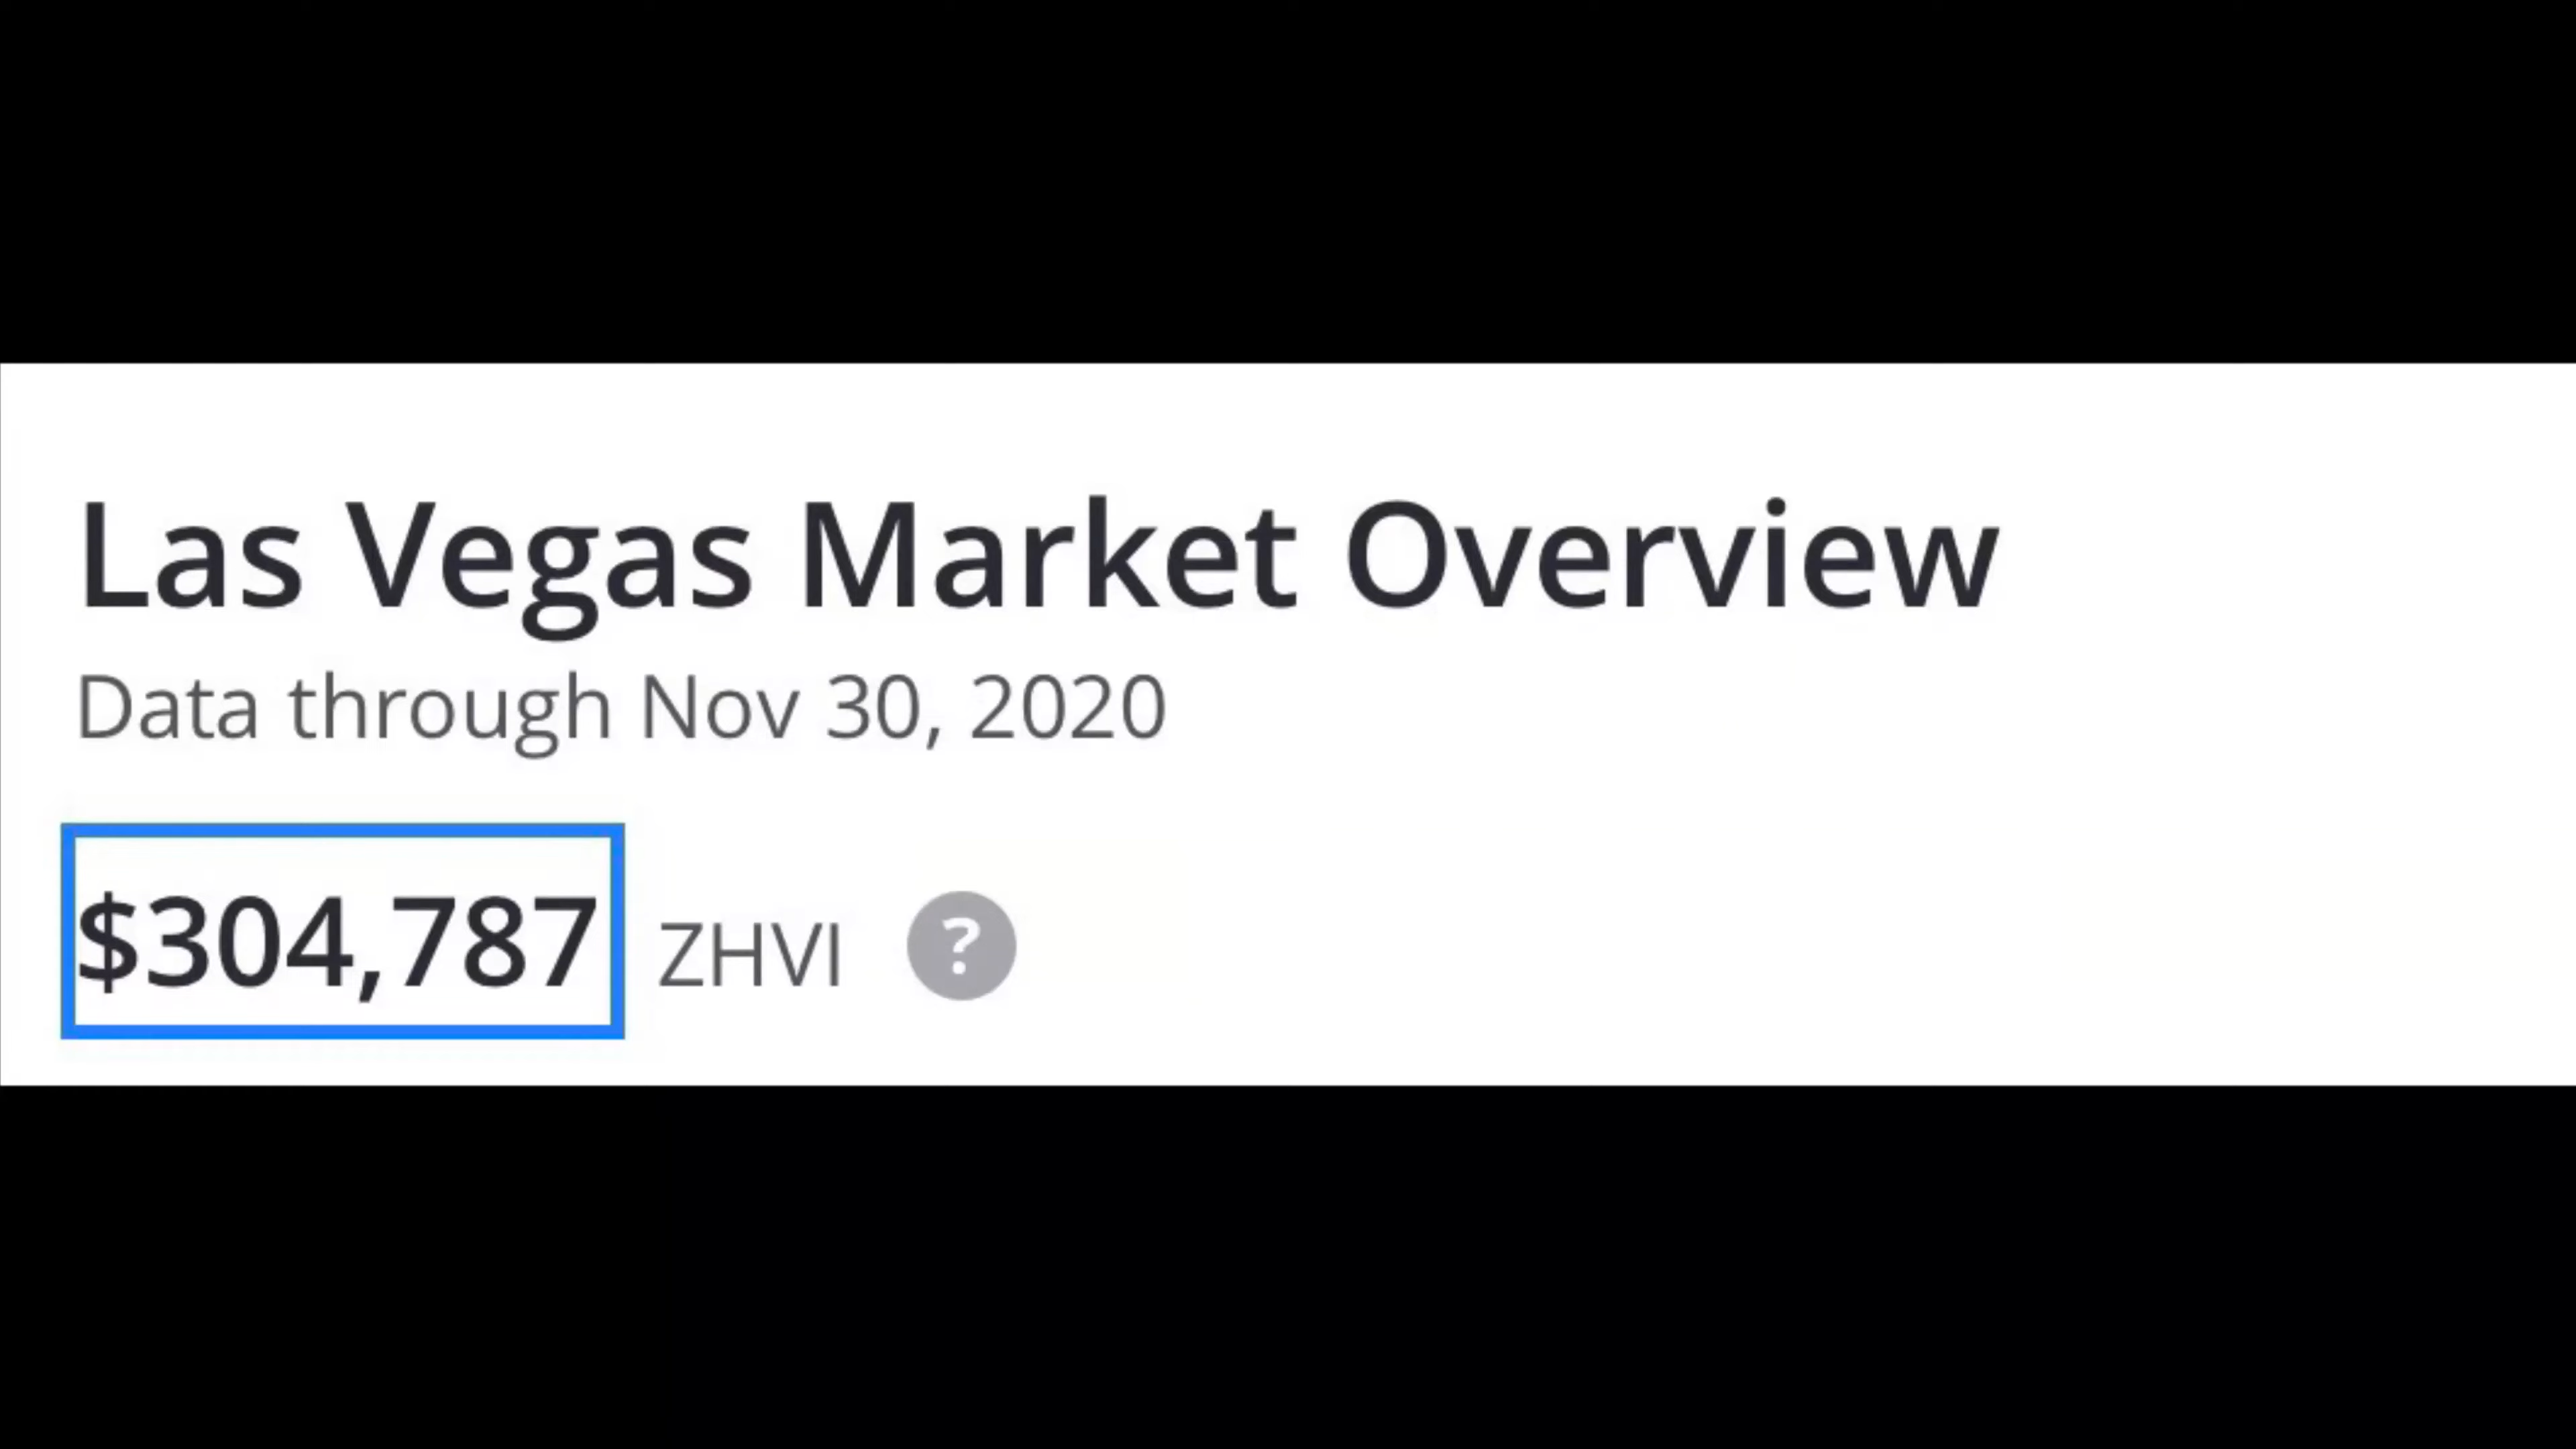 Las Vegas Market Overview
Data through Nov 30, 2020
$304,787 ZHVI ?